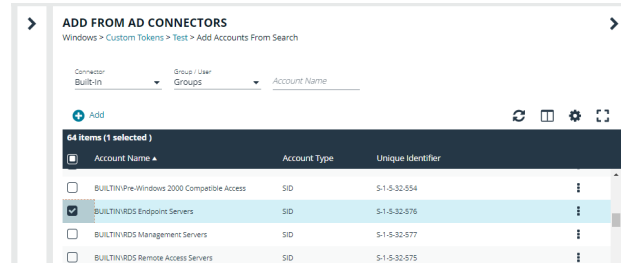 ADD FROM AD CONNECTORS
Windows > Custom Tokens > Test > Add Accounts From Search
Connector Group / User
Built-In Groups Account Name
Add
64 items (1 selected )
Account Name Account Type Unique Identifier
BUILTIN\Pre-Windows 2000 Compatible Access SID S-1-5-32-554
BUILTIN\RDS Endpoint Servers SID S-1-5-32-576
BUILTIN\RDS Management Servers SID S-1-5-32-577
BUILTIN\RDS Remote Access Servers SID S-1-5-32-575